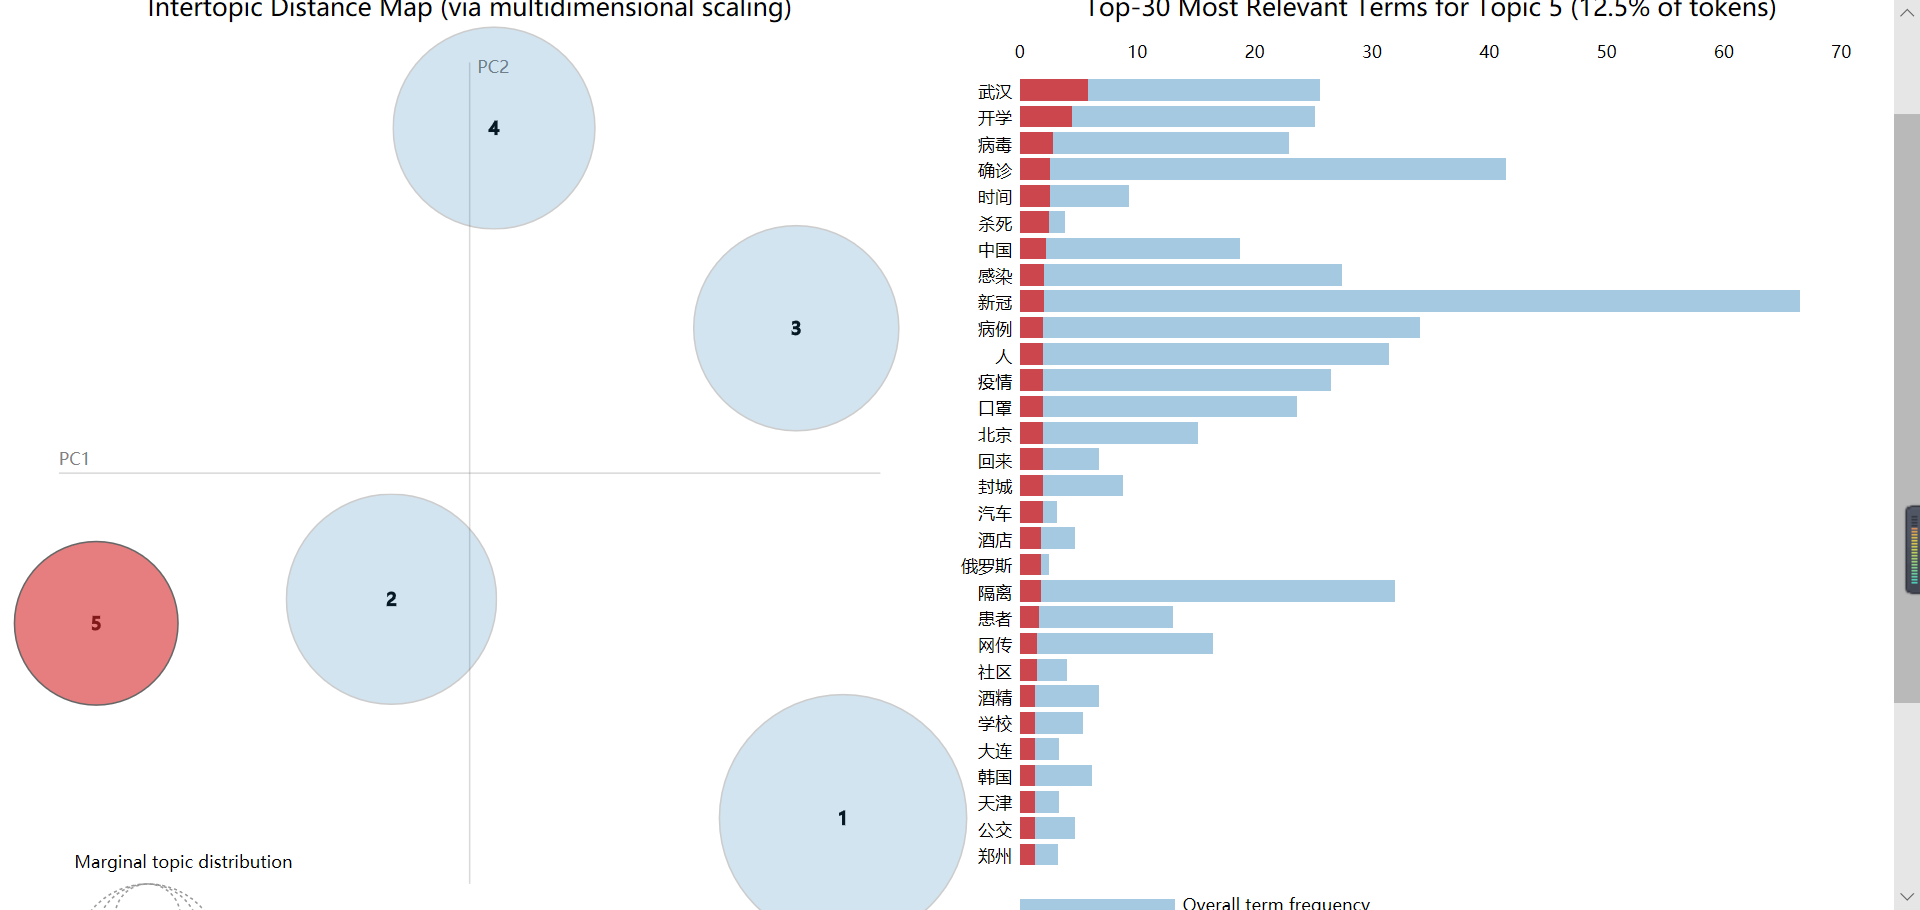 Intertopic Distance Map (via multidimensional scaling)
PC2
4
3
PC1
2
5
1
Marginal topic distribution
Top-30 Most Relevant Terms for Topic 5 (12.5% of tokens)
0 10 20 30 40 50 60 70
武汉
开学
病毒
确诊
时间
杀死
中国
感染
新冠
病例
人
疫情
口罩
北京
回来
封城
汽车
酒店
俄罗斯
隔离
患者
网传
社区
酒精
学校
大连
韩国
天津
公交
郑州
Overall term frequency